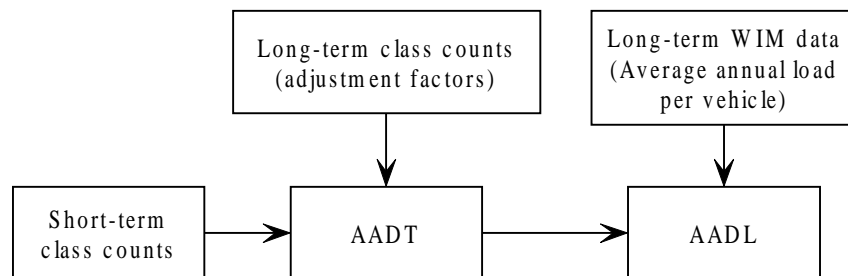 Long-term class counts
(adjustment factors)
Long-term WIM data
(Average annual load
per vehicle)
Short-term
class counts
AADT
AADL